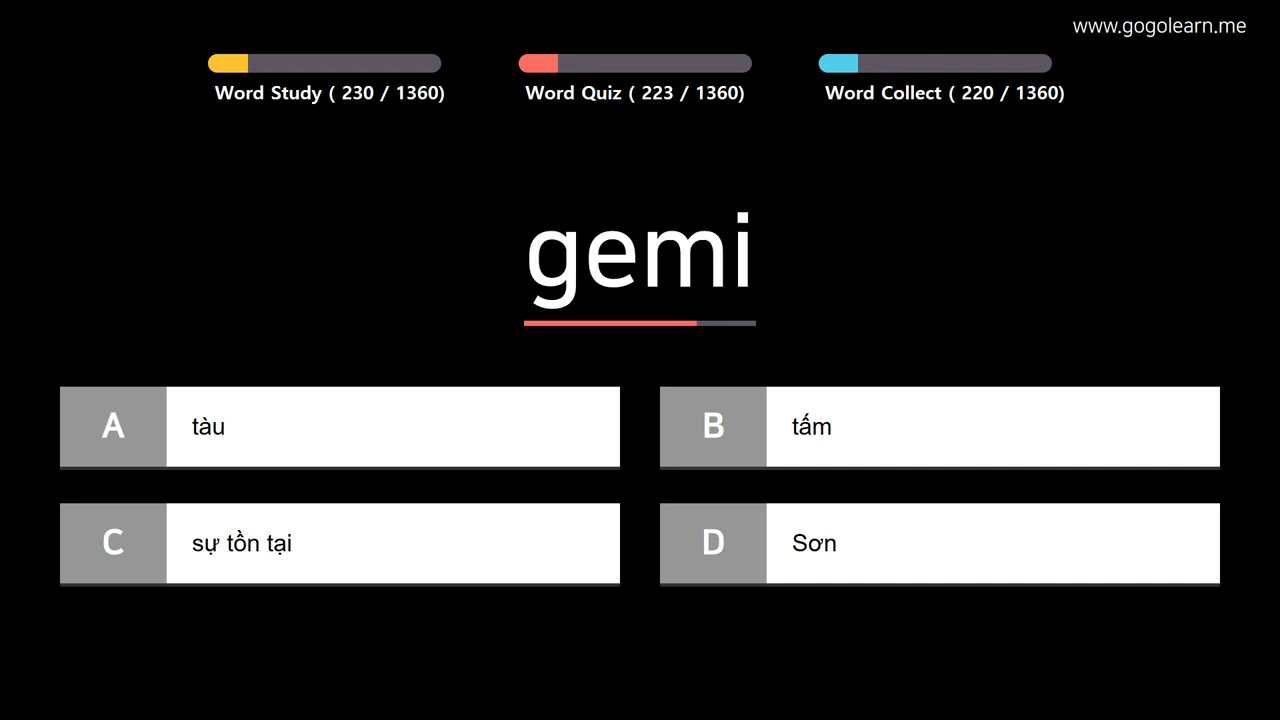 www.gogolearn.me
Word Study ( 230 / 1360)
Word Quiz ( 223 / 1360)
Word Collect ( 220 / 1360)
gemi
A tàu
B tấm
C sự tồn tại
D Sơn